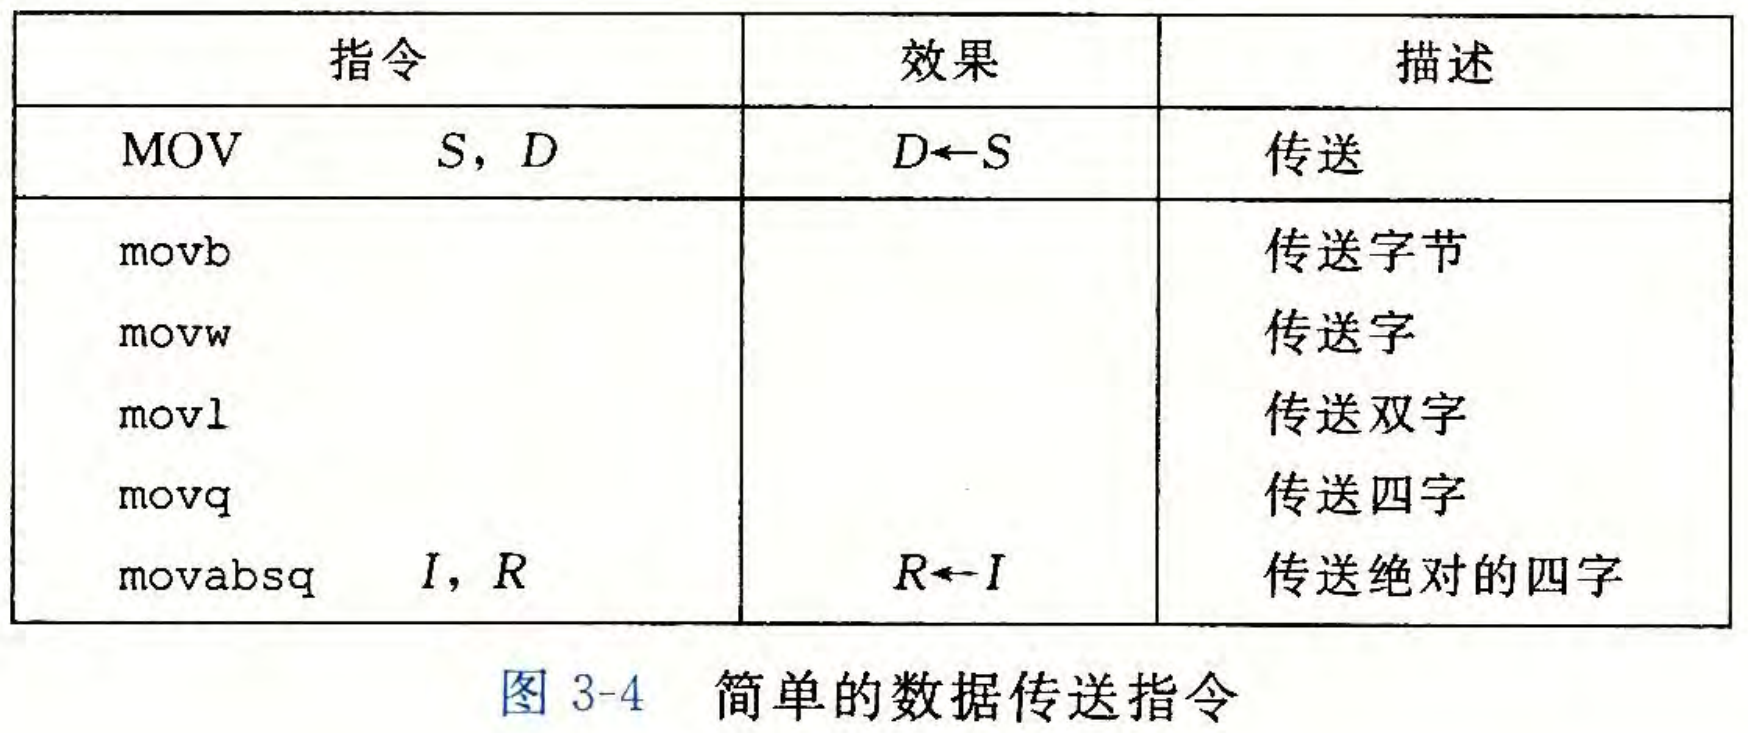 指令 效果 描述
MOV S, D D←S 传送
movb 传送字节
movw 传送字
movl 传送双字
movq 传送四字
movabsq I, R R←I 传送绝对的四字
图 3-4 简单的数据传送指令